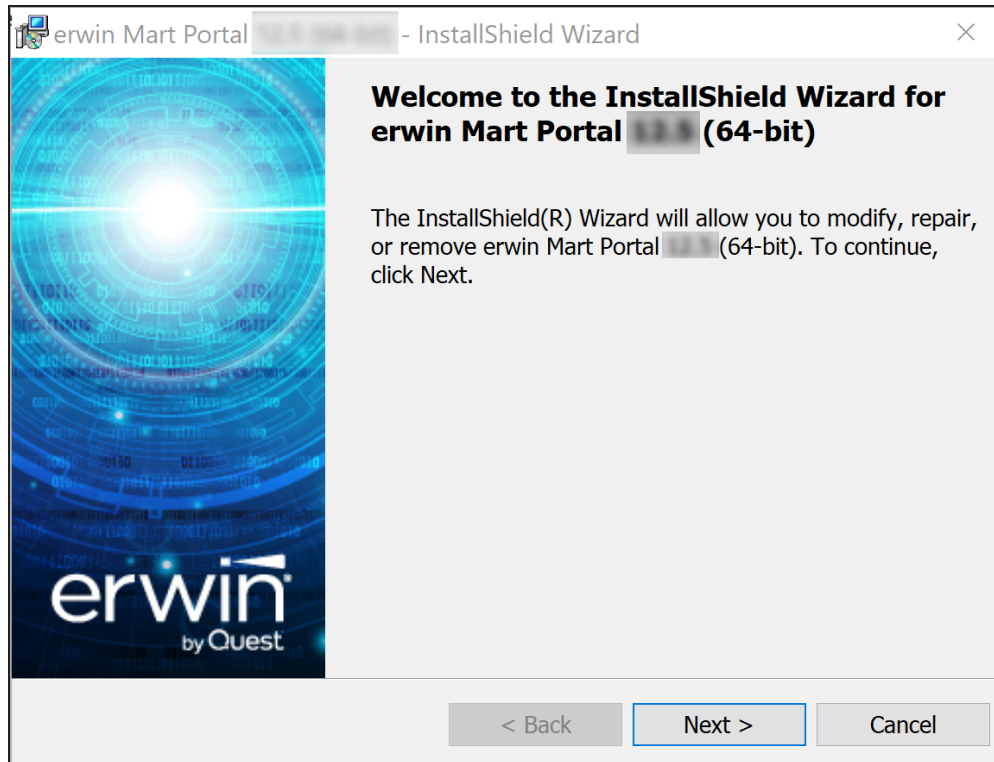 erwin Mart Portal - InstallShield Wizard
Welcome to the InstallShield Wizard for
erwin Mart Portal (64-bit)
The InstallShield(R) Wizard will allow you to modify, repair,
or remove erwin Mart Portal (64-bit). To continue,
click Next.
erwin
by Quest
< Back
Next >
Cancel